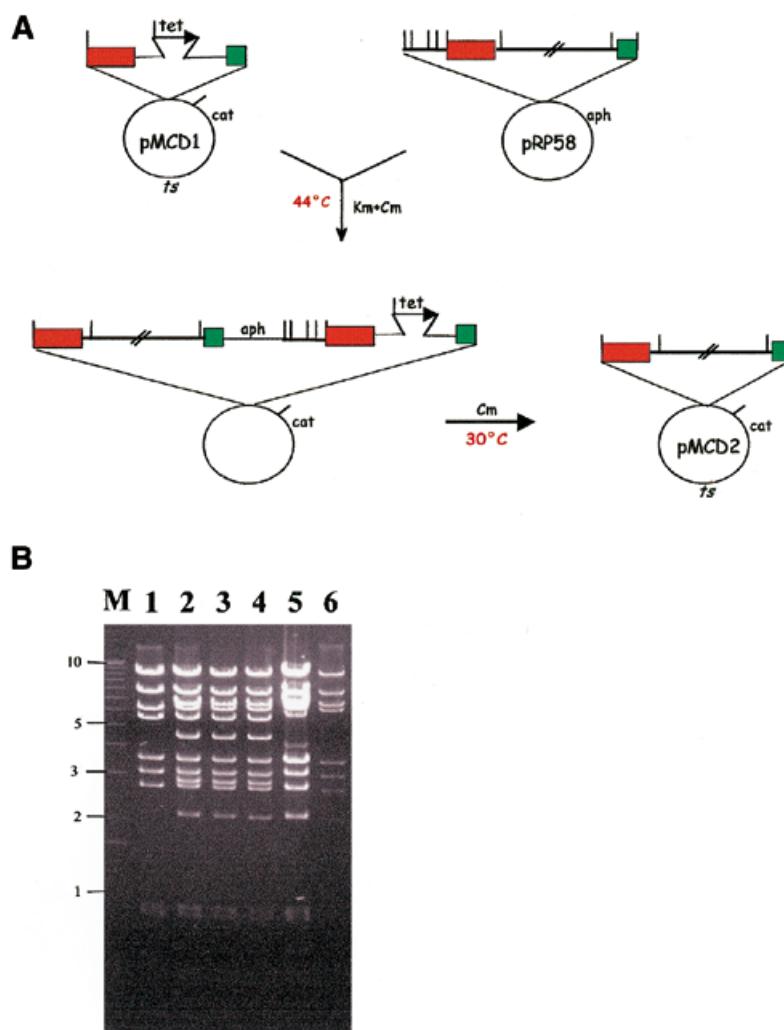 A
tet
cat
pMCD1
ts
aph
pRP58
44°C
Km+Cm
aph
tet
cat
Cm
30°C
cat
pMCD2
ts
B
M 1 2 3 4 5 6
10
5
3
2
1